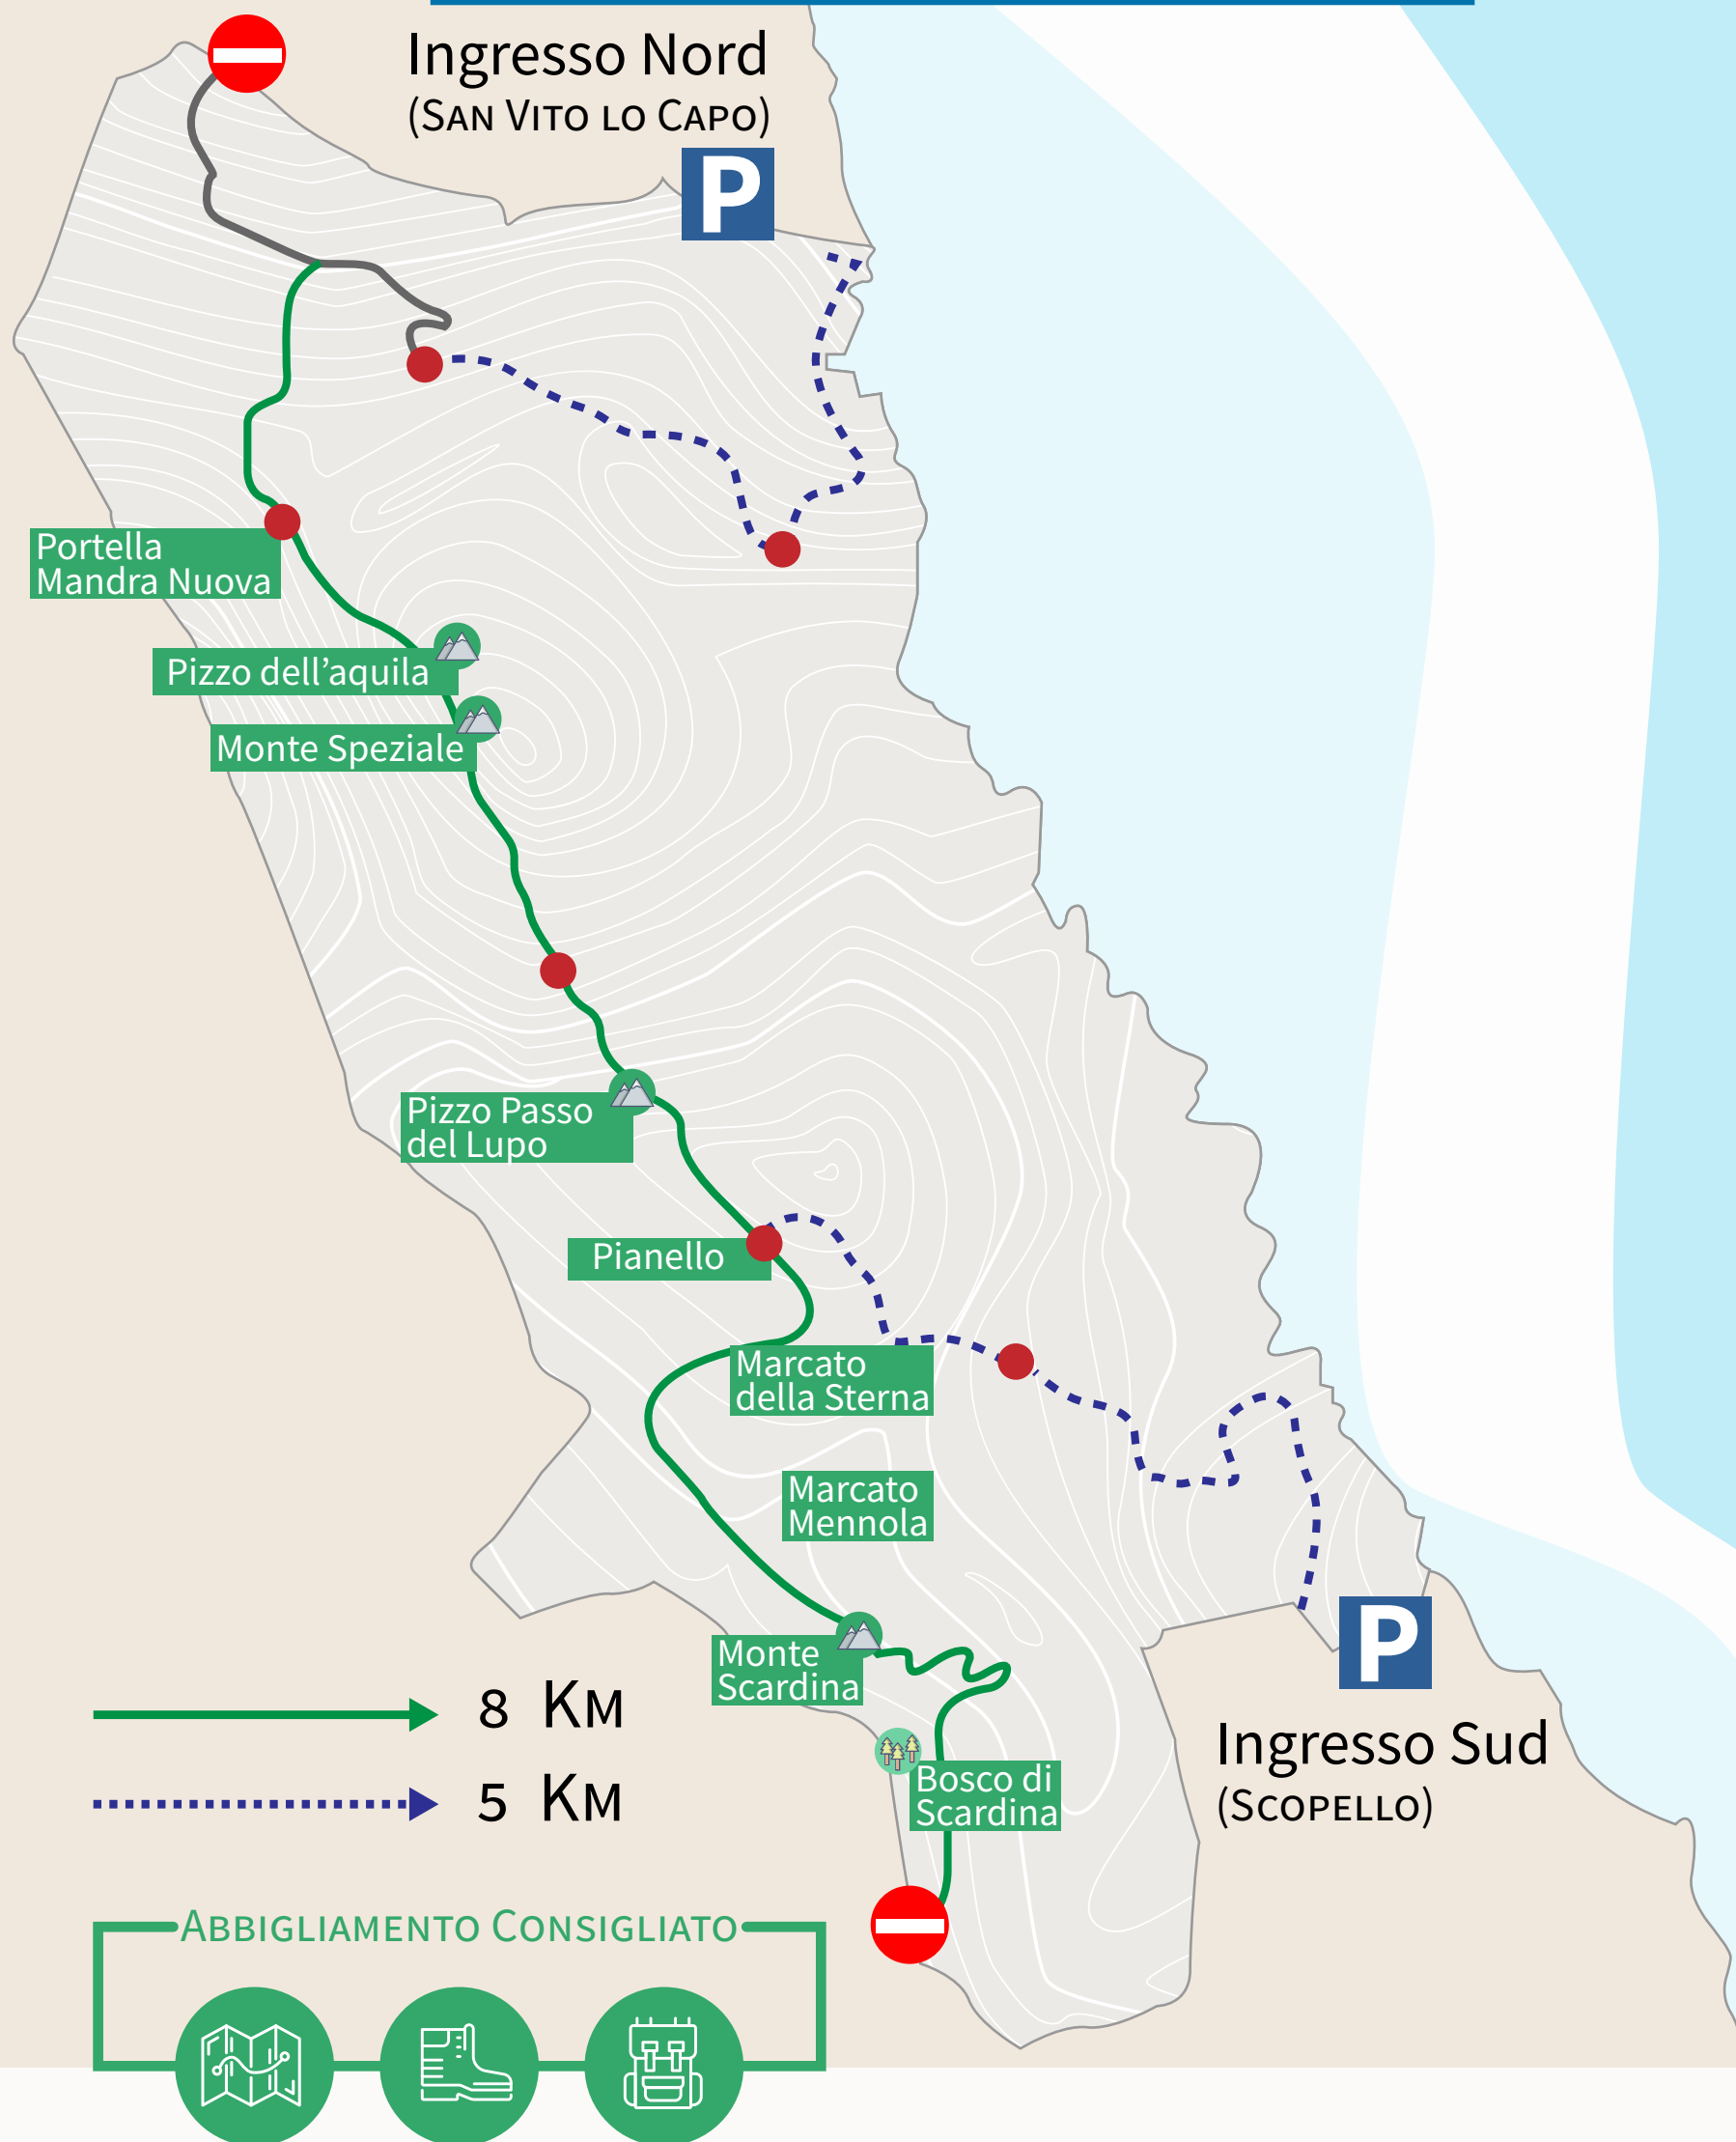 Ingresso Nord
(San Vito lo Capo)
P
Portella
Mandra Nuova
Pizzo dell’aquila
Monte Speziale
Pizzo Passo
del Lupo
Pianello
Marcato
della Sterna
Marcato
Mennola
Monte
Scardina
P
8 Km
Ingresso Sud
(Scopello)
5 Km
Bosco di
Scardina
Abbigliamento Consigliato